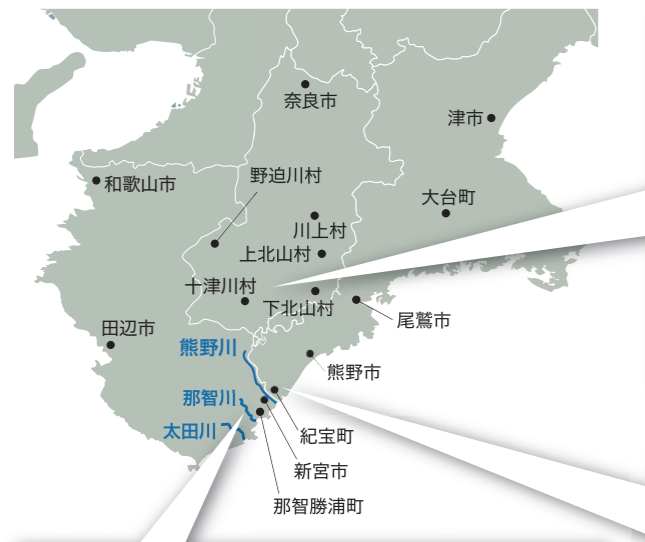 奈良市
津市
野迫川村
和歌山市
大台町
川上村
上北山村
十津川村
下北山村
尾鷲市
田辺市
熊野川
熊野市
那智川
太田川
紀宝町
新宮市
那智勝浦町